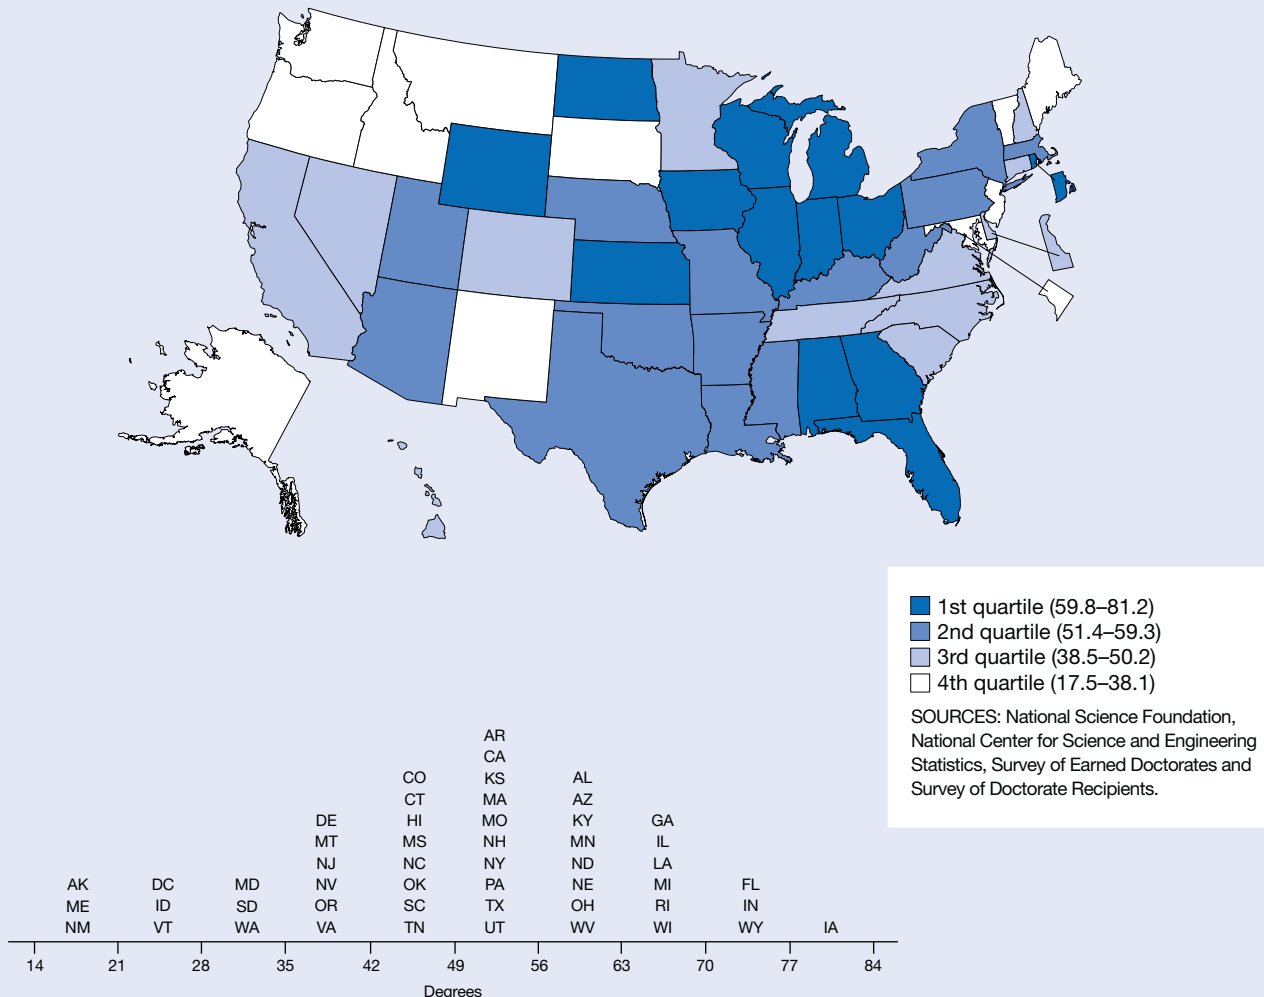 1st quartile (59.8–81.2)
2nd quartile (51.4–59.3)
3rd quartile (38.5–50.2)
4th quartile (17.5–38.1)
SOURCES: National Science Foundation,
National Center for Science and Engineering
Statistics, Survey of Earned Doctorates and
Survey of Doctorate Recipients.
AR
CA
CO KS AL
CT MA AZ
DE HI MO KY GA
MT MS NH MN IL
NJ NC NY ND LA
AK DC MD NV OK PA NE MI FL
ME ID SD OR SC TX OH RI IN
NM VT WA VA TN UT WV WI WY IA
14 21 28 35 42 49 56 63 70 77 84
Degrees